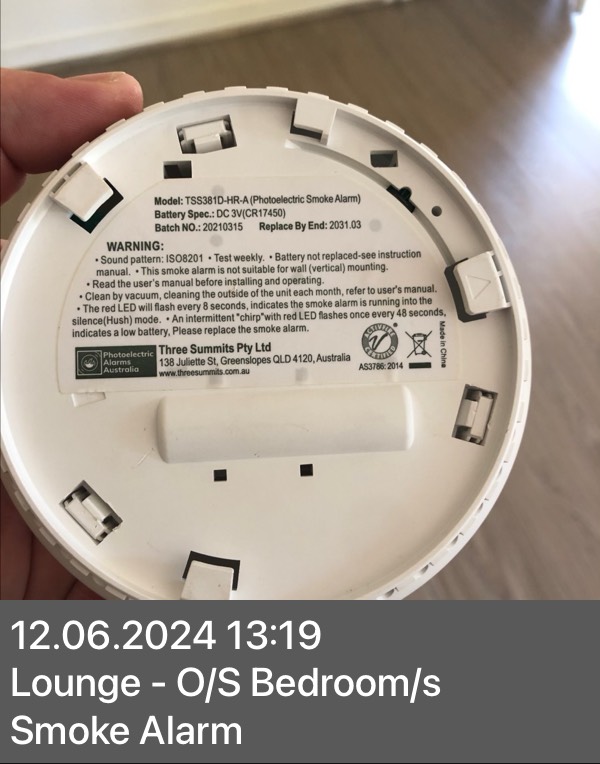 Model: TSS381D-HR-A (Photoelectric Smoke Alarm)
Battery Spec.: DC 3V(CR17450)
Batch NO.: 20210315 Replace By End: 2031.03
WARNING:
• Sound pattern: ISO8201 • Test weekly. • Battery not replaced-see instruction
manual. • This smoke alarm is not suitable for wall (vertical) mounting.
• Read the user's manual before installing and operating.
• Clean by vacuum, cleaning the outside of the unit each month, refer to user's manual.
• The red LED will flash every 8 seconds, indicates the smoke alarm is running into the
silence(Hush) mode. • An intermittent "chirp"with red LED flashes once every 48 seconds,
indicates a low battery, Please replace the smoke alarm.
Photoelectric
Alarms
Australia
Three Summits Pty Ltd
138 Juliette St, Greenslopes QLD 4120, Australia
www.threesummits.com.au
AS3786:2014
Made in China
12.06.2024 13:19
Lounge - O/S Bedroom/s
Smoke Alarm